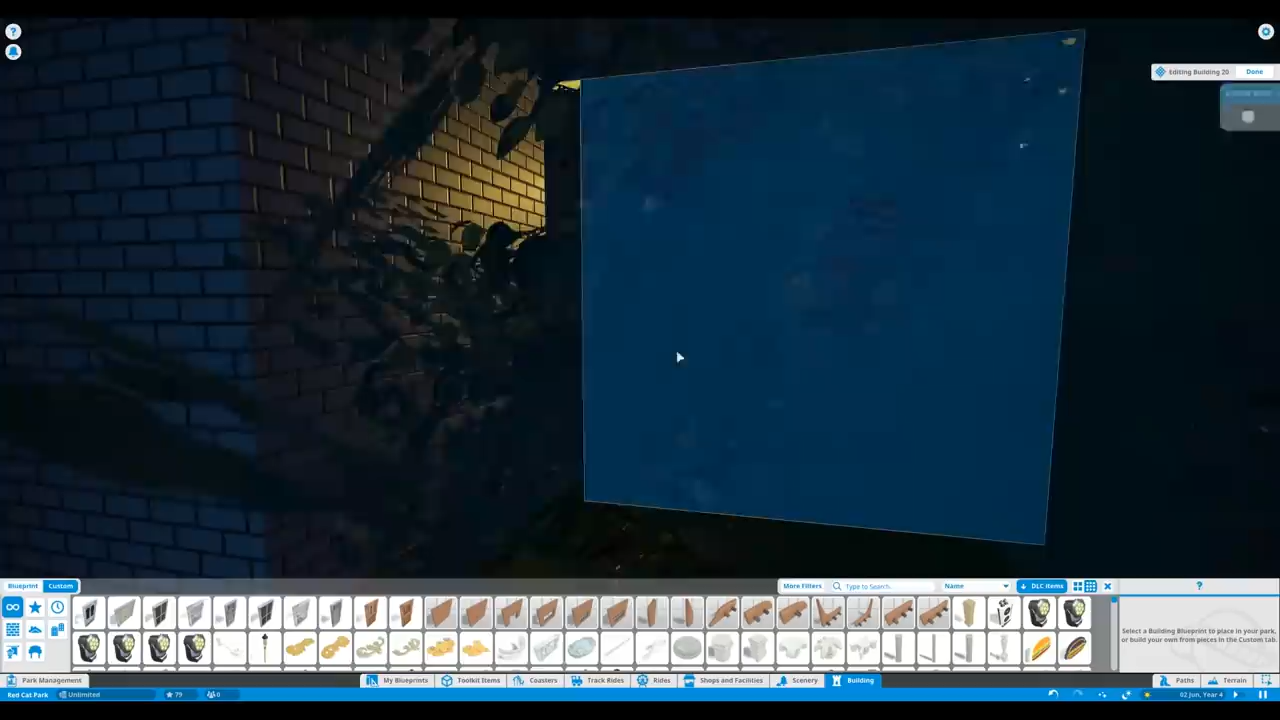 Editing Building 20
Done
Blueprint
Custom
More Filters
Type to Search..
Name
DLC items
Select a Building Blueprint to place in your park,
or build your own from pieces in the Custom tab
Park Management
My Blueprints
Toolkit Items
Coasters
Track Rides
Rides
Shops and Facilities
Scenery
Building
Paths
Terrain
Red Cat Park
Unlimited
79
0
02 Jun, Year 4